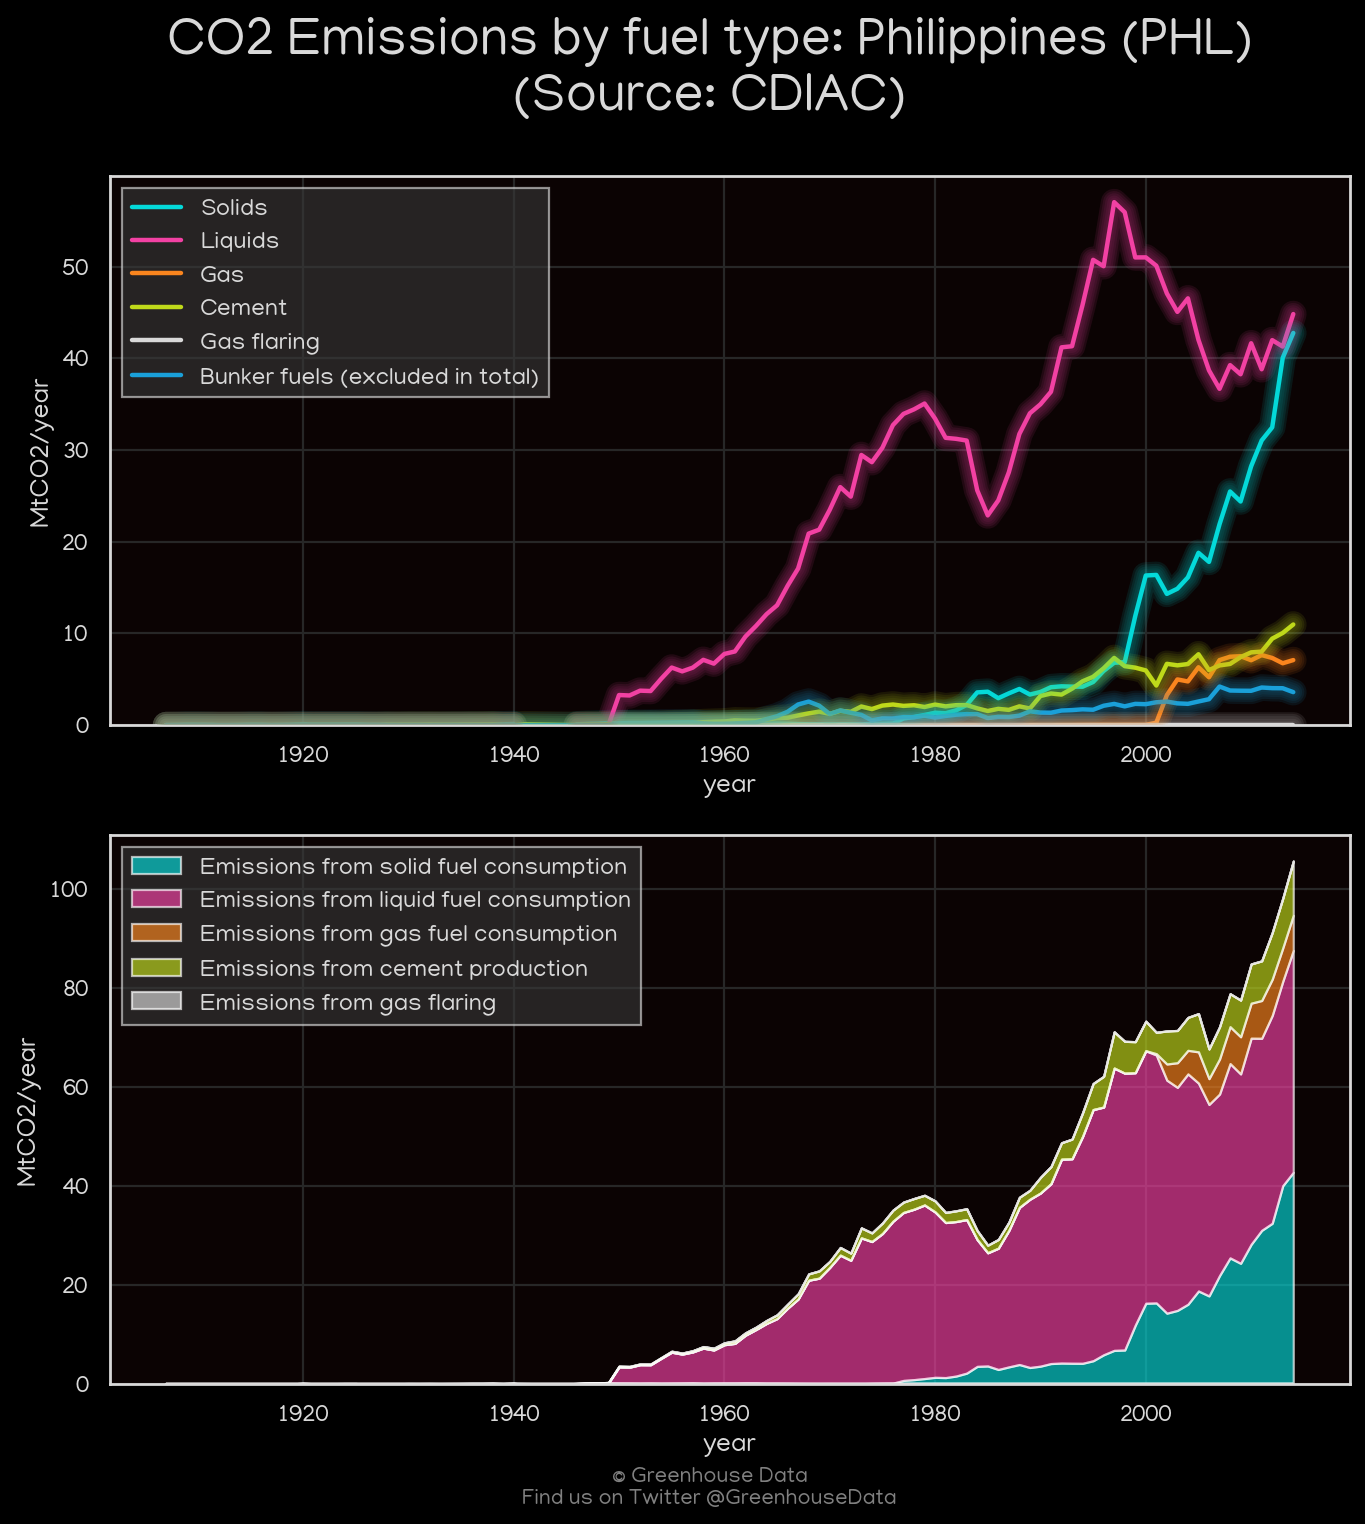 CO2 Emissions by fuel type: Philippines (PHL)
(Source: CDIAC)
Solids
Liquids
Gas
Cement
Gas flaring
Bunker fuels (excluded in total)
MtCO2/year
50
40
30
20
10
0
1920
1940
1960
1980
2000
year
Emissions from solid fuel consumption
Emissions from liquid fuel consumption
Emissions from gas fuel consumption
Emissions from cement production
Emissions from gas flaring
MtCO2/year
100
80
60
40
20
0
1920
1940
1960
1980
2000
year
© Greenhouse Data
Find us on Twitter @GreenhouseData